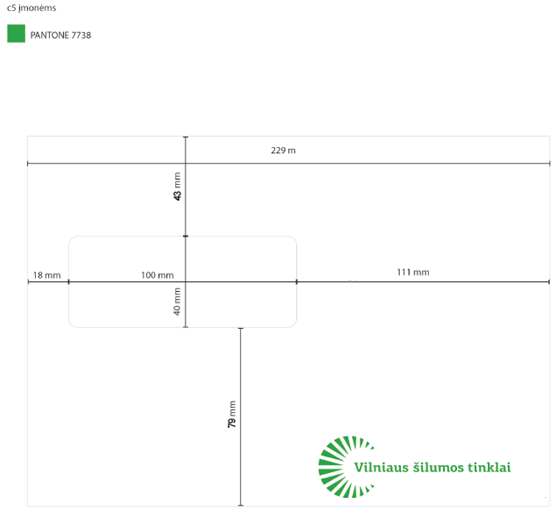 c5 įmonėms
PANTONE 7738
229 m
43 mm
18 mm
100 mm
111 mm
40 mm
79 mm
Vilniaus šilumos tinklai